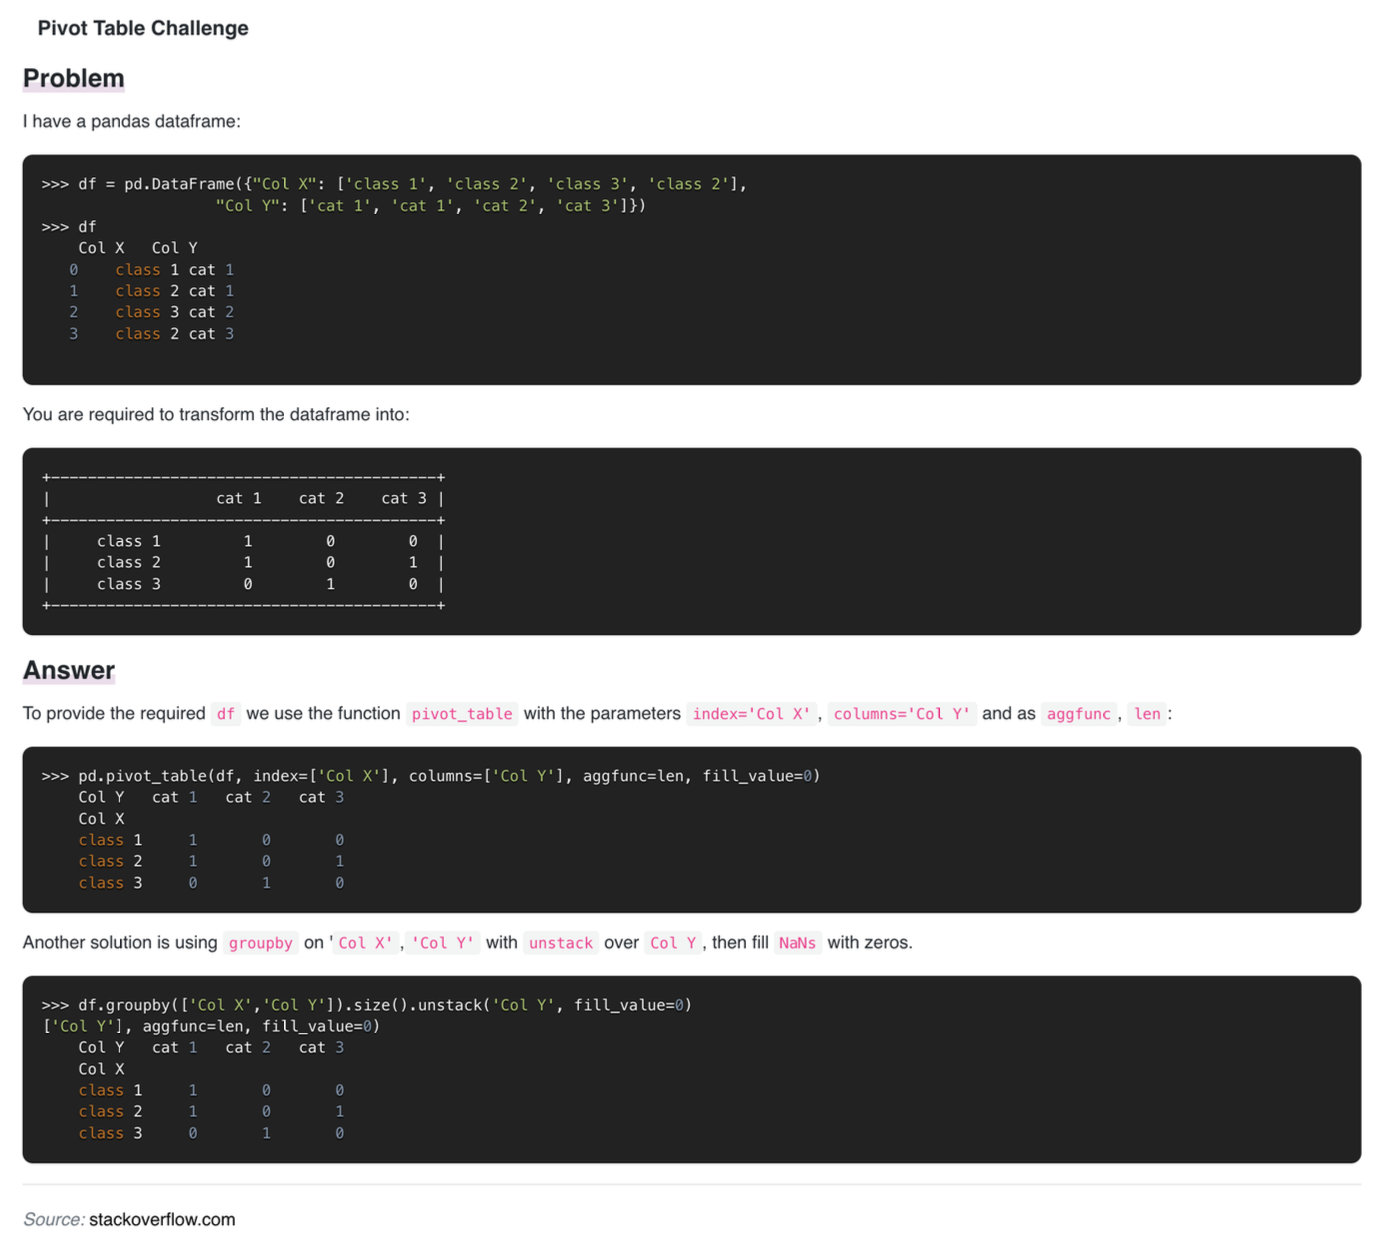 Pivot Table Challenge
Problem
I have a pandas dataframe:
>>> df = pd.DataFrame({"Col X": ['class 1', 'class 2', 'class 3', 'class 2'],
"Col Y": ['cat 1', 'cat 1', 'cat 2', 'cat 3']})
>>> df
Col X   Col Y
0    class 1 cat 1
1    class 2 cat 1
2    class 3 cat 2
3    class 2 cat 3
You are required to transform the dataframe into:
+------------------------------------------+
|                  cat 1    cat 2    cat 3 |
+------------------------------------------+
|     class 1         1        0        0  |
|     class 2         1        0        1  |
|     class 3         0        1        0  |
+------------------------------------------+
Answer
To provide the required df we use the function pivot_table with the parameters index='Col X', columns='Col Y' and as aggfunc, len:
>>> pd.pivot_table(df, index=['Col X'], columns=['Col Y'], aggfunc=len, fill_value=0)
Col Y   cat 1   cat 2   cat 3
Col X
class 1     1       0       0
class 2     1       0       1
class 3     0       1       0
Another solution is using groupby on 'Col X','Col Y' with unstack over Col Y, then fill NaNs with zeros.
>>> df.groupby(['Col X','Col Y']).size().unstack('Col Y', fill_value=0)
['Col Y'], aggfunc=len, fill_value=0)
Col Y   cat 1   cat 2   cat 3
Col X
class 1     1       0       0
class 2     1       0       1
class 3     0       1       0
Source: stackoverflow.com